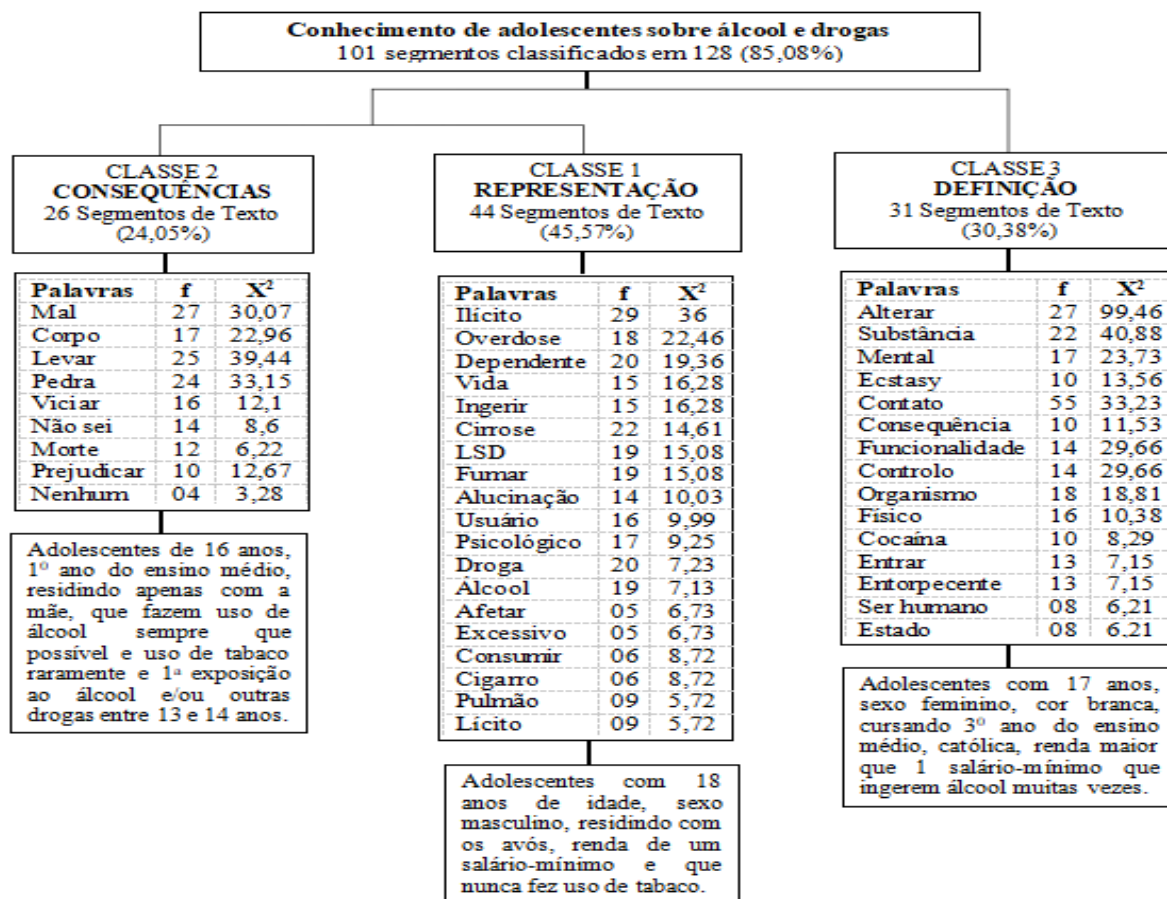 Conhecimento de adolescentes sobre álcool e drogas
101 segmentos classificados em 128 (85,08%)
CLASSE 2
CONSEQUÊNCIAS
26 Segmentos de Texto
(24,05%)
Palavras f X²
Mal 27 30,07
Corpo 17 22,96
Levar 25 39,44
Pedra 24 33,15
Viciar 16 12,1
Não sei 14 8,6
Morte 12 6,22
Prejudicar 10 12,67
Nenhum 04 3,28
Adolescentes de 16 anos,
1º ano do ensino médio,
residindo apenas com a
mãe, que fazem uso de
álcool sempre que
possível e uso de tabaco
raramente e 1ª exposição
ao álcool e/ou outras
drogas entre 13 e 14 anos.
CLASSE 1
REPRESENTAÇÃO
44 Segmentos de Texto
(45,57%)
Palavras f X²
Ilícito 29 36
Overdose 18 22,46
Dependente 20 19,36
Vida 15 16,28
Ingerir 15 16,28
Cirrose 22 14,61
LSD 19 15,08
Fumar 19 15,08
Alucinação 14 10,03
Usuário 16 9,99
Psicológico 17 9,25
Droga 20 7,23
Álcool 19 7,13
Afetar 05 6,73
Excessivo 05 6,73
Consumir 06 8,72
Cigarro 06 8,72
Pulmão 09 5,72
Lícito 09 5,72
Adolescentes com 18
anos de idade, sexo
masculino, residindo com
os avós, renda de um
salário-mínimo e que
nunca fez uso de tabaco.
CLASSE 3
DEFINIÇÃO
31 Segmentos de Texto
(30,38%)
Palavras f X²
Alterar 27 99,46
Substância 22 40,88
Mental 17 23,73
Ecstasy 10 13,56
Contato 55 33,23
Consequência 10 11,53
Funcionalidade 14 29,66
Controlo 14 29,66
Organismo 18 18,81
Físico 16 10,38
Cocaína 10 8,29
Entrar 13 7,15
Entorpecente 13 7,15
Ser humano 08 6,21
Estado 08 6,21
Adolescentes com 17 anos,
sexo feminino, cor branca,
cursando 3º ano do ensino
médio, católica, renda maior
que 1 salário-mínimo que
ingerem álcool muitas vezes.